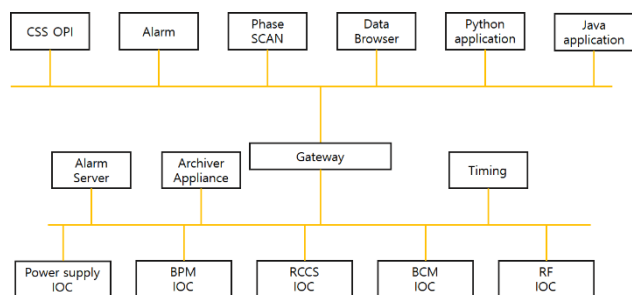 CSS OPI
Alarm
Phase
SCAN
Data
Browser
Python
application
Java
application
Alarm
Server
Archiver
Appliance
Gateway
Timing
Power supply
IOC
BPM
IOC
RCCS
IOC
BCM
IOC
RF
IOC